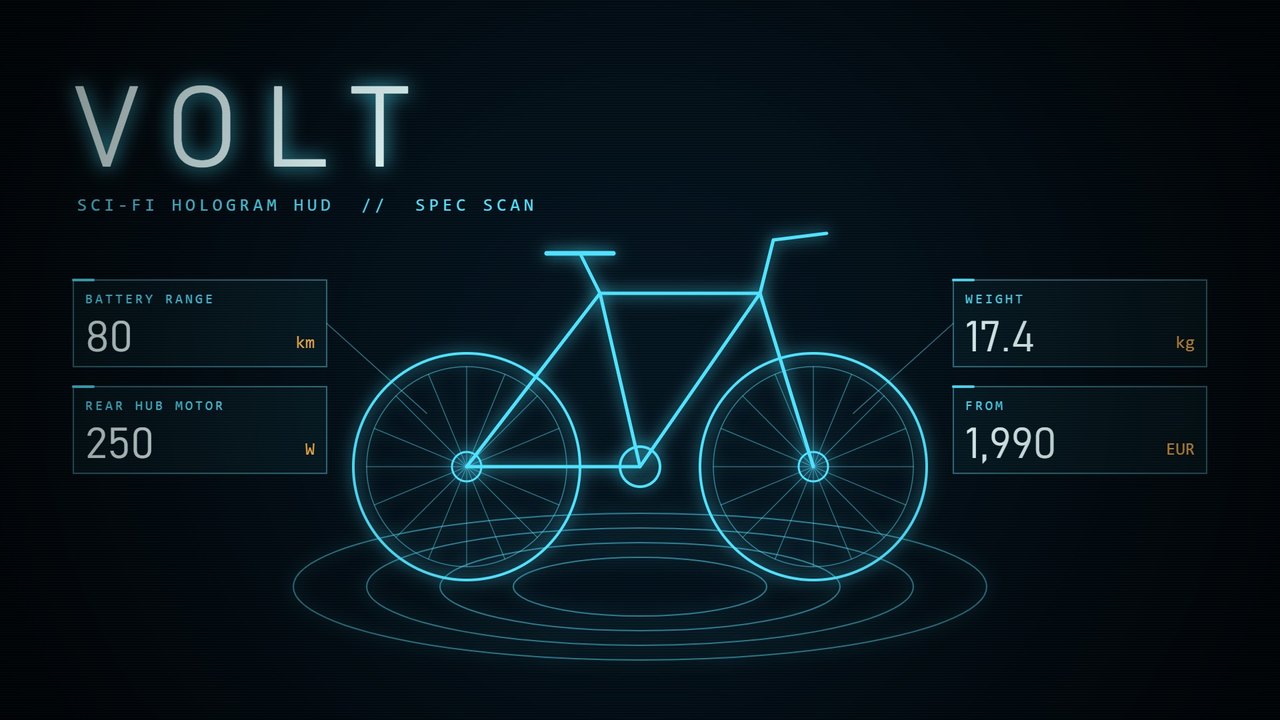 VOLT
SCI-FI HOLOGRAM HUD // SPEC SCAN
BATTERY RANGE
80 km
REAR HUB MOTOR
250 W
WEIGHT
17.4 kg
FROM
1,990 EUR